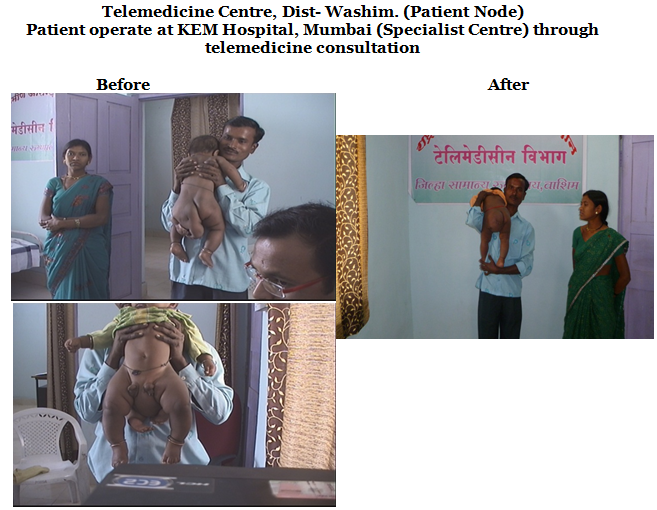 Telemedicine Centre, Dist- Washim. (Patient Node)
Patient operate at KEM Hospital, Mumbai (Specialist Centre) through
telemedicine consultation
Before
After
टेलिमेडीसीन विभाग
जिल्हा सामान्य
वाशिम